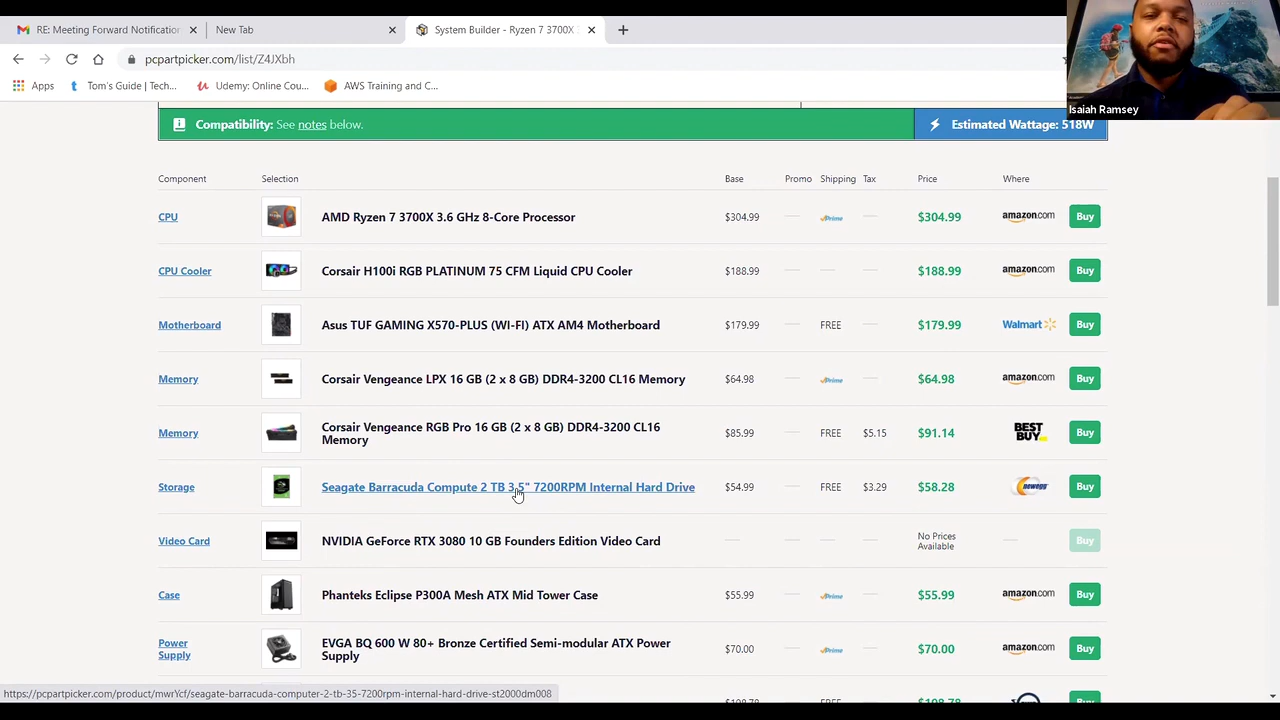 RE: Meeting Forward Notification
New Tab
System Builder - Ryzen 7 3700X
pcpartpicker.com/list/Z4JXbh
Apps
Tom's Guide | Tech...
Udemy: Online Cou...
AWS Training and C...
Isaiah Ramsey
Compatibility: See notes below.
Estimated Wattage: 518W
Component Selection Base Promo Shipping Tax Price Where
CPU AMD Ryzen 7 3700X 3.6 GHz 8-Core Processor $304.99 Prime $304.99 amazon.com Buy
CPU Cooler Corsair H100i RGB PLATINUM 75 CFM Liquid CPU Cooler $188.99 $188.99 amazon.com Buy
Motherboard Asus TUF GAMING X570-PLUS (WI-FI) ATX AM4 Motherboard $179.99 FREE $179.99 Walmart Buy
Memory Corsair Vengeance LPX 16 GB (2 x 8 GB) DDR4-3200 CL16 Memory $64.98 Prime $64.98 amazon.com Buy
Memory Corsair Vengeance RGB Pro 16 GB (2 x 8 GB) DDR4-3200 CL16
Memory $85.99 FREE $5.15 $91.14 BEST BUY Buy
Storage Seagate Barracuda Compute 2 TB 3.5" 7200RPM Internal Hard Drive $54.99 FREE $3.29 $58.28 newegg Buy
Video Card NVIDIA GeForce RTX 3080 10 GB Founders Edition Video Card No Prices
Available Buy
Case Phanteks Eclipse P300A Mesh ATX Mid Tower Case $55.99 Prime $55.99 amazon.com Buy
Power
Supply EVGA BQ 600 W 80+ Bronze Certified Semi-modular ATX Power
Supply $70.00 Prime $70.00 amazon.com Buy
https://pcpartpicker.com/product/mwrYcf/seagate-barracuda-computer-2-tb-35-7200rpm-internal-hard-drive-st2000dm008